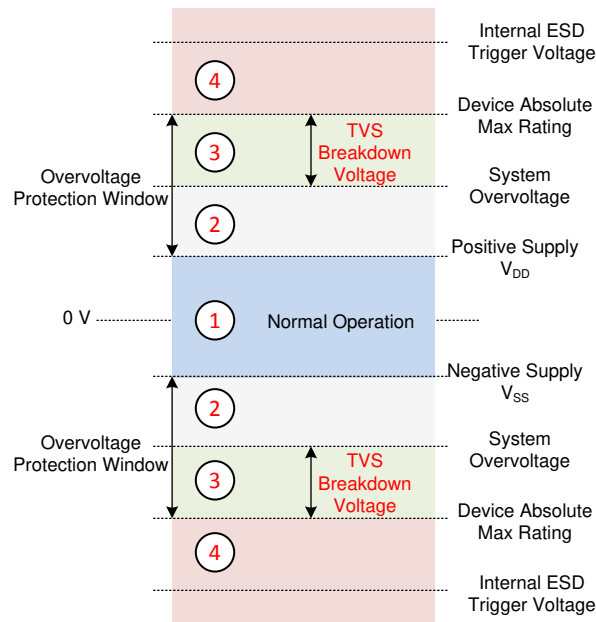 Internal ESD
Trigger Voltage
4
Device Absolute
Max Rating
3
TVS
Breakdown
Voltage
Overvoltage
Protection Window
System
Overvoltage
2
Positive Supply
VDD
0 V
1
Normal Operation
Negative Supply
VSS
2
Overvoltage
Protection Window
System
Overvoltage
3
TVS
Breakdown
Voltage
Device Absolute
Max Rating
4
Internal ESD
Trigger Voltage